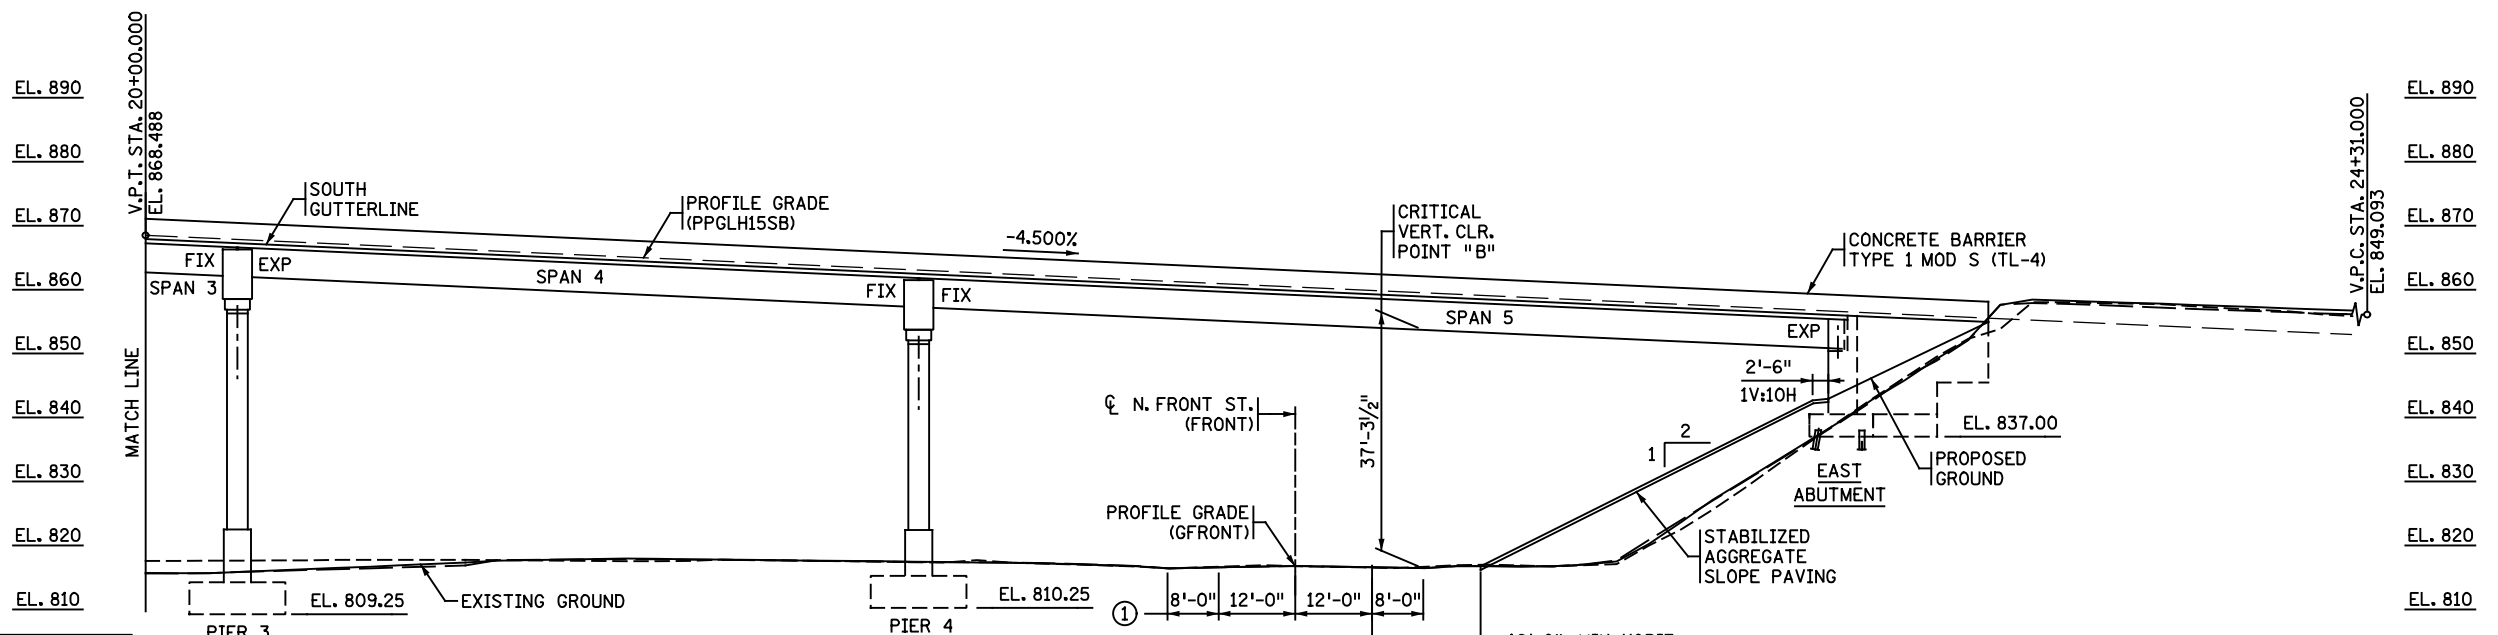 V.P.T. STA. 20+00.000
EL. 868.488
MATCH LINE
EL. 890
EL. 880
EL. 870
EL. 860
EL. 850
EL. 840
EL. 830
EL. 820
EL. 810
SOUTH
GUTTERLINE
PROFILE GRADE
(PPGLH15SB)
-4.500%
CRITICAL
VERT. CLR.
POINT "B"
CONCRETE BARRIER
TYPE 1 MOD S (TL-4)
V.P.C. STA. 24+31.000
EL. 849.093
EL. 890
EL. 880
EL. 870
EL. 860
EL. 850
EL. 840
EL. 830
EL. 820
EL. 810
FIX
EXP
SPAN 3
SPAN 4
FIX
FIX
SPAN 5
EXP
2'-6"
1V:10H
℄ N. FRONT ST.
(FRONT)
37'-3½"
2
1
EL. 837.00
EAST
ABUTMENT
PROPOSED
GROUND
PROFILE GRADE
(GFRONT)
STABILIZED
AGGREGATE
SLOPE PAVING
EXISTING GROUND
EL. 809.25
EL. 810.25
1
8'-0"
12'-0"
12'-0"
8'-0"
PIER 3
PIER 4